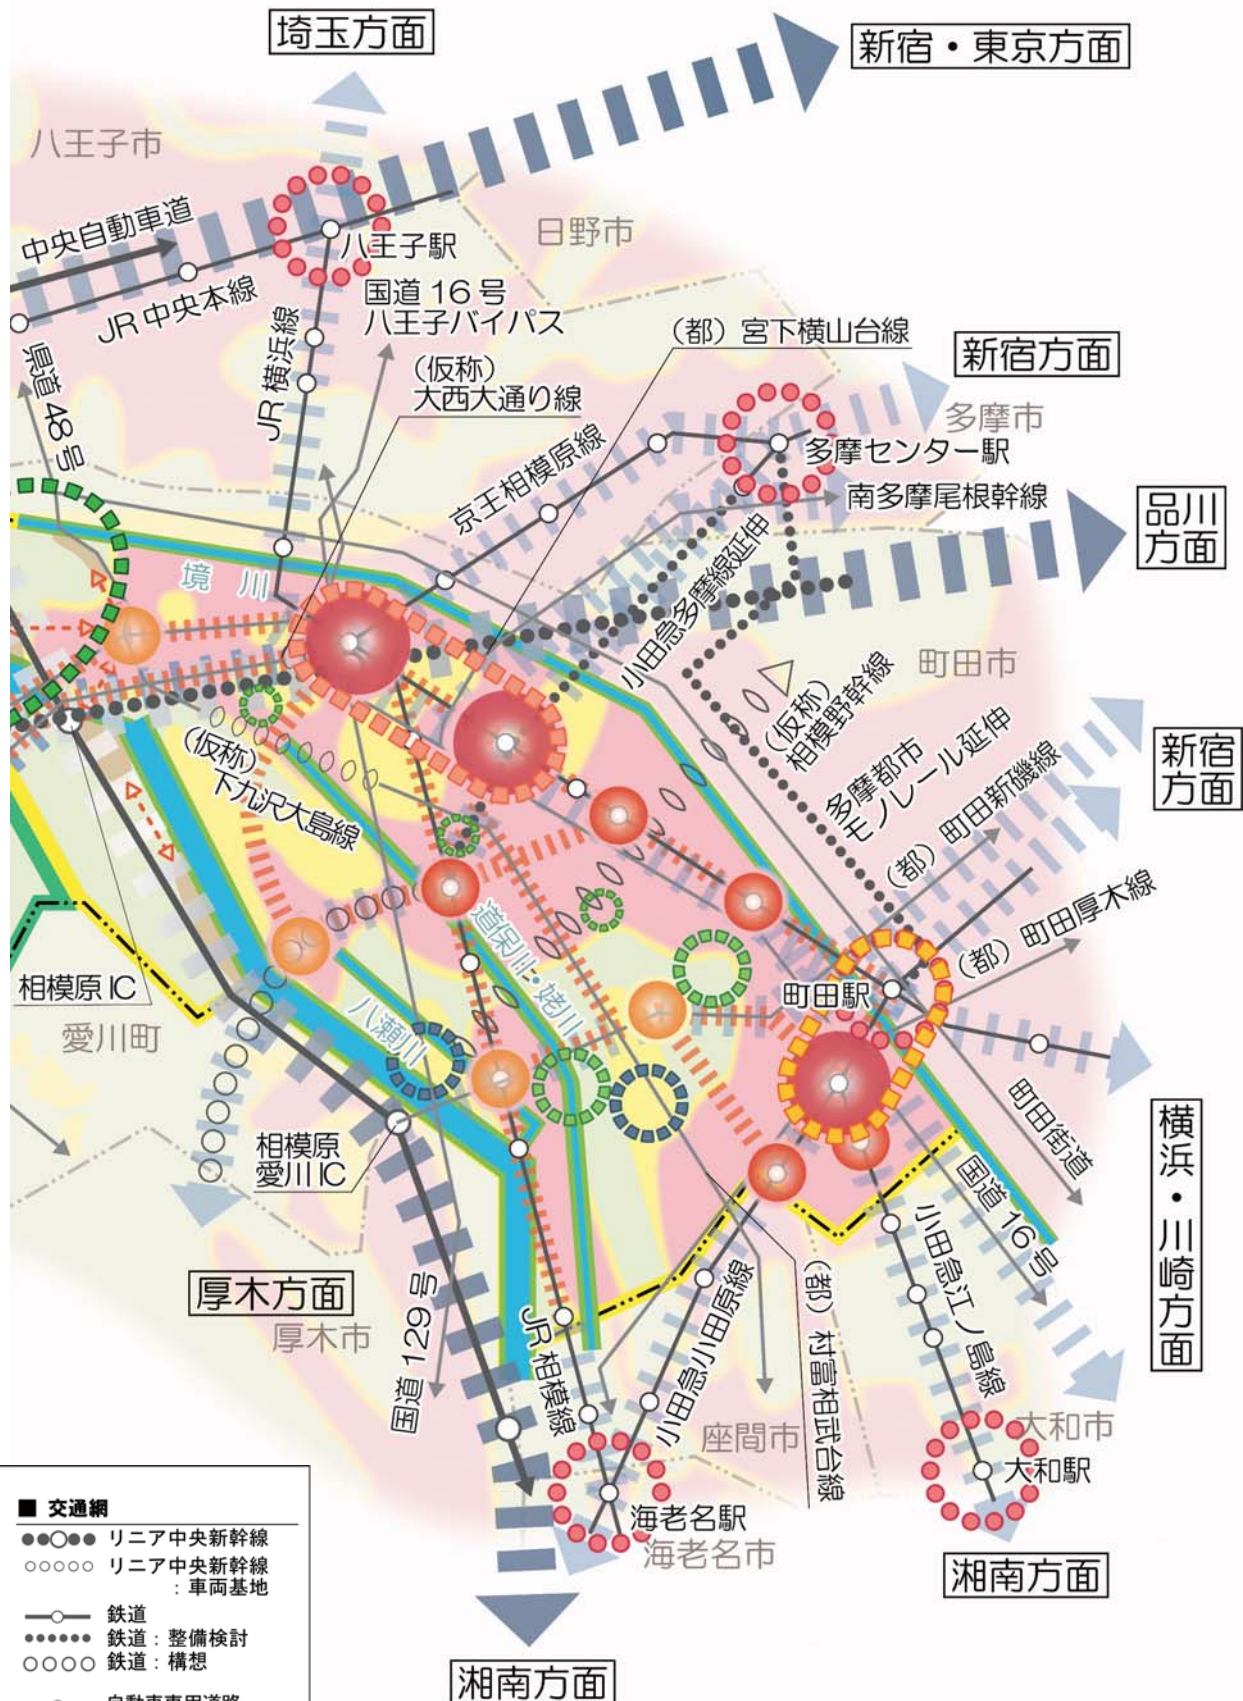 埼玉方面
新宿・東京方面
八王子市
中央自動車道
日野市
八王子駅
JR中央本線
国道16号
八王子バイパス
(都)宮下横山台線
県道48号
JR横浜線
(仮称)
大西大通り線
新宿方面
多摩市
多摩センター駅
京王相模原線
南多摩尾根幹線
品川
方面
境川
小田急多摩線延伸
町田市
(仮称)
相模野幹線
(仮称)
下九沢大島線
多摩都市
モノレール延伸
新宿
方面
(都)町田新磯線
(都)町田厚木線
道保川・姥川
相模原IC
町田駅
愛川町
八瀬川
町田街道
相模原
愛川IC
横浜・川崎方面
国道16号
小田急江ノ島線
厚木方面
厚木市
国道129号
JR相模線
小田急小田原線
(都)村富相武台線
座間市
大和市
大和駅
海老名駅
海老名市
湘南方面
湘南方面
■ 交通網
リニア中央新幹線
リニア中央新幹線
:車両基地
鉄道
鉄道:整備検討
鉄道:構想
自動車専用道路